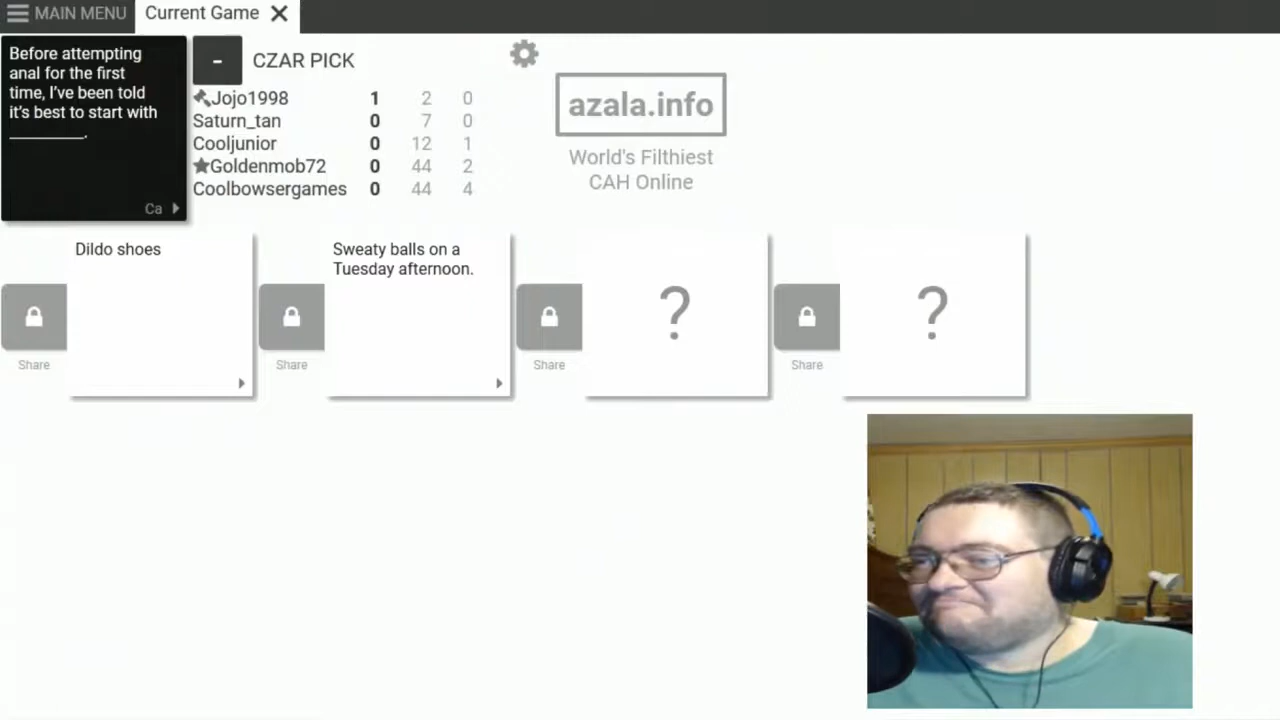 MAIN MENU
Current Game
Before attempting
anal for the first
time, I've been told
it's best to start with
________.
Ca
-
CZAR PICK
Jojo1998 1 2 0
Saturn_tan 0 7 0
Cooljunior 0 12 1
Goldenmob72 0 44 2
Coolbowsergames 0 44 4
azala.info
World's Filthiest
CAH Online
Dildo shoes
Share
Sweaty balls on a
Tuesday afternoon.
Share
?
Share
?
Share